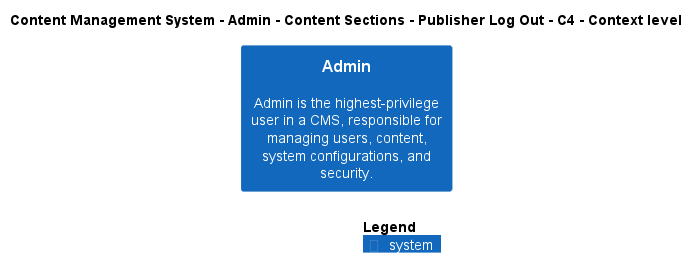 Content Management System - Admin - Content Sections - Publisher Log Out - C4 - Context level
Admin
Admin is the highest-privilege
user in a CMS, responsible for
managing users, content,
system configurations, and
security.
Legend
system